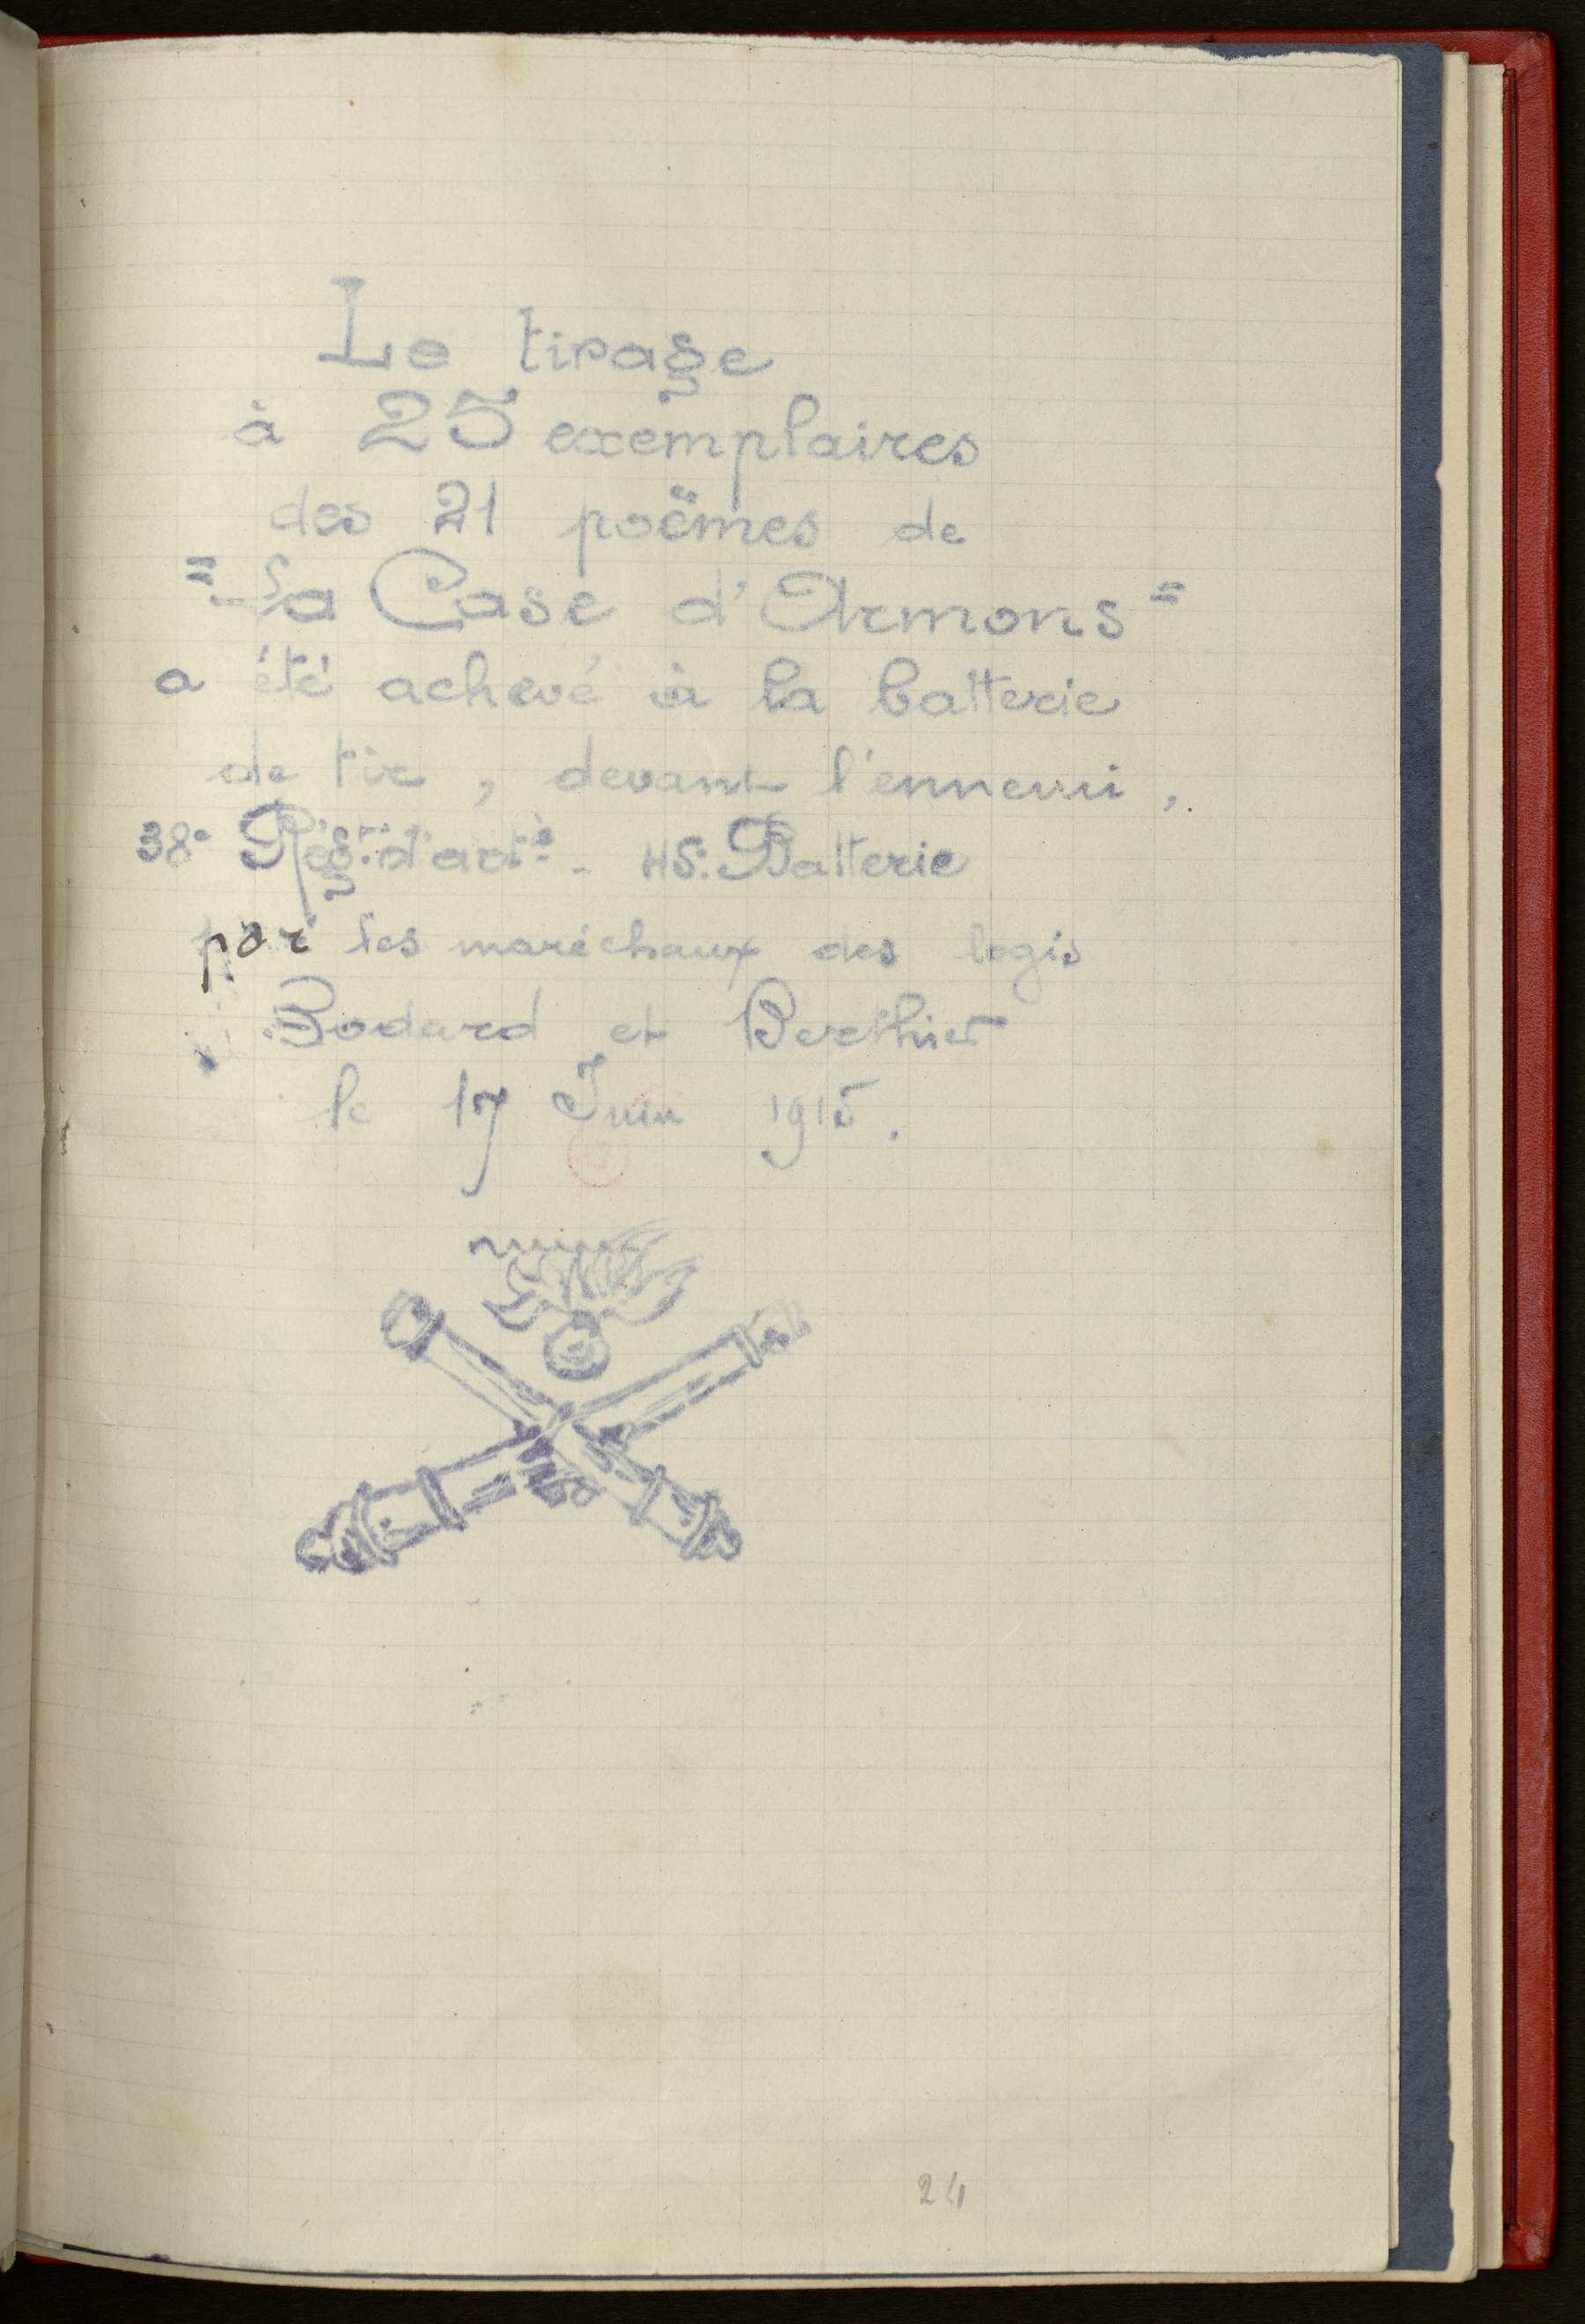 Le tirage
à 25 exemplaires
des 21 poëmes de
"La Case d'Armons"
a été achevé à la batterie
de tir, devant l'ennemi,
38e Régt d'artie - 45e Batterie
par les maréchaux des logis
Bodard et Berthier
le 17 Juin 1915.
24